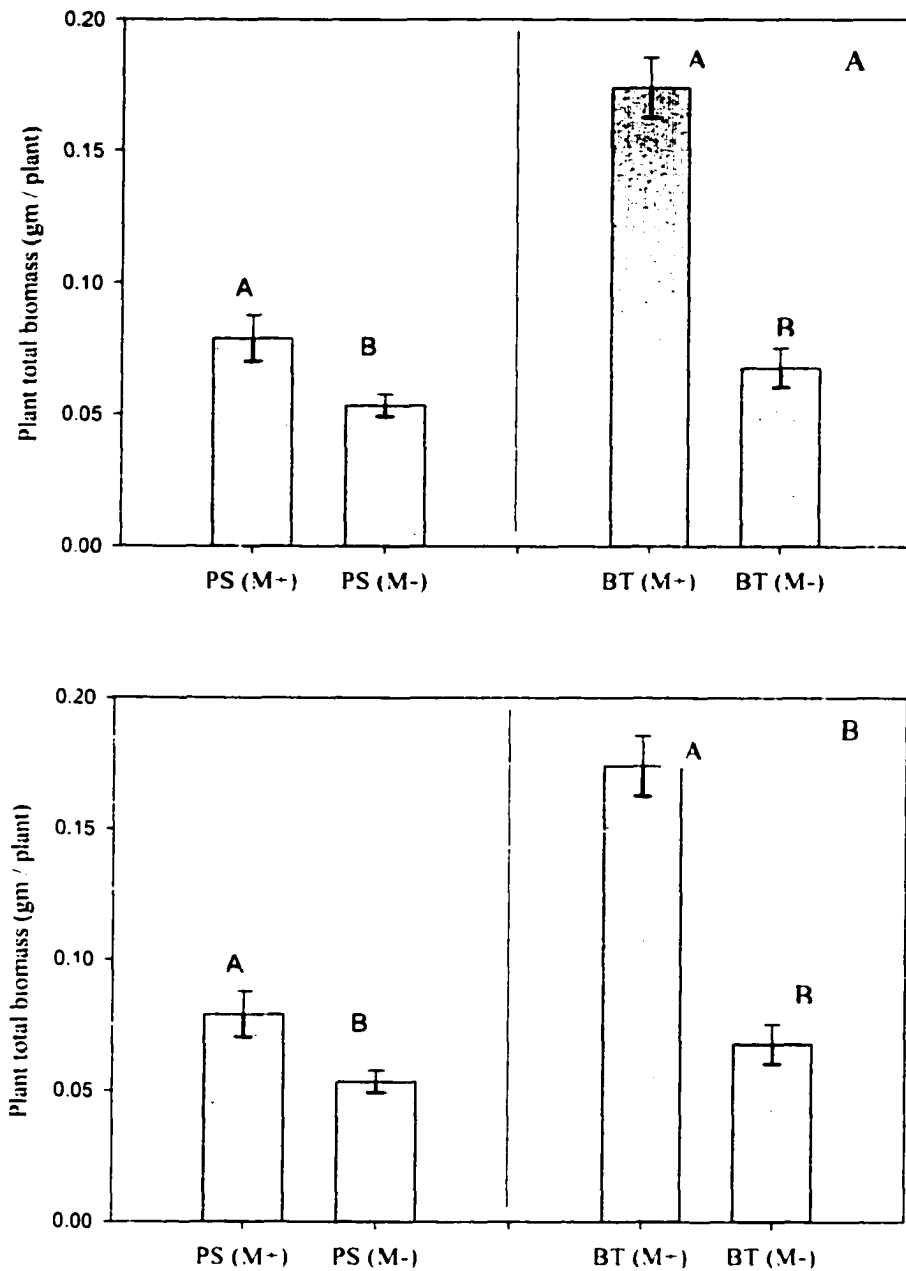 0.20
A
A
0.15
Plant total biomass (gm / plant)
0.10
A
B
B
0.05
0.00
PS (M+)
PS (M-)
BT (M+)
BT (M-)
0.20
B
A
0.15
Plant total biomass (gm / plant)
0.10
A
B
B
0.05
0.00
PS (M+)
PS (M-)
BT (M+)
BT (M-)